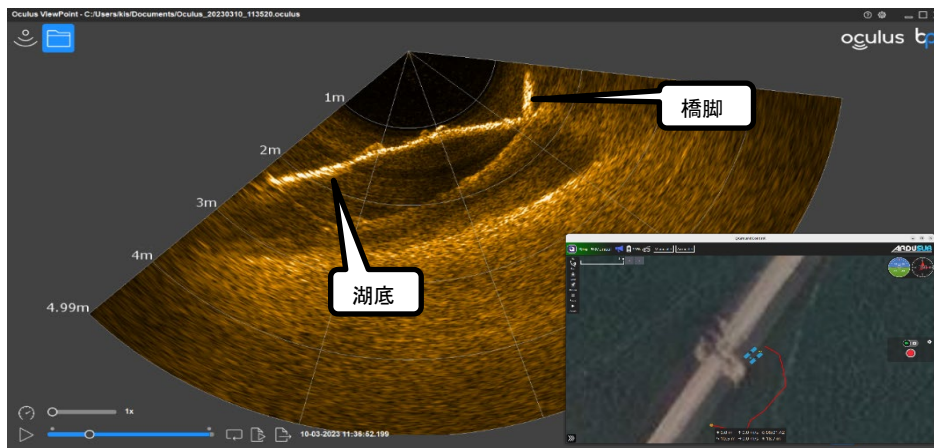 Oculus ViewPoint - C:/Users/kis/Documents/Oculus_20230310_113520.oculus
oculus bp
1m
橋脚
2m
3m
4m
湖底
4.99m
ARDUSUB
1x
10-03-2023 11:36:52.199